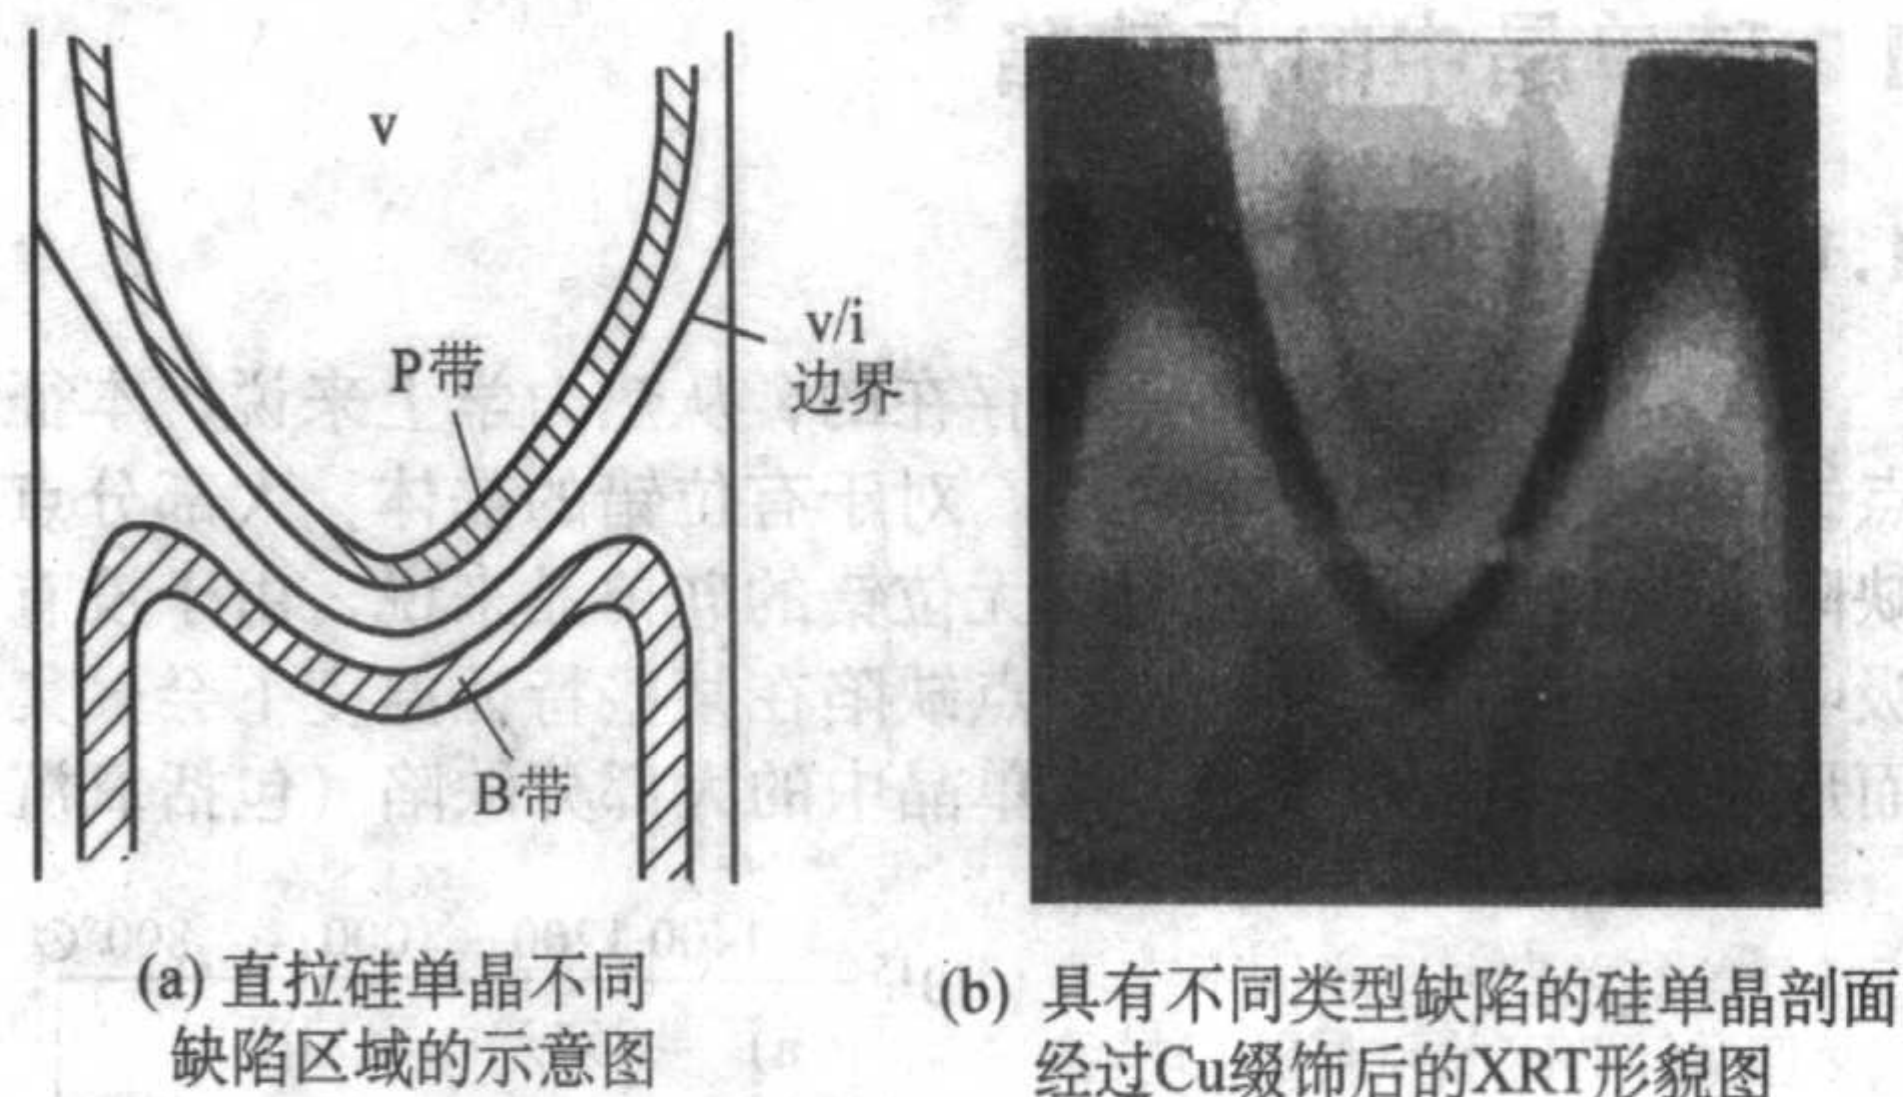 v
P带
v/i
边界
B带
(a) 直拉硅单晶不同
缺陷区域的示意图
(b) 具有不同类型缺陷的硅单晶剖面
经过Cu缀饰后的XRT形貌图